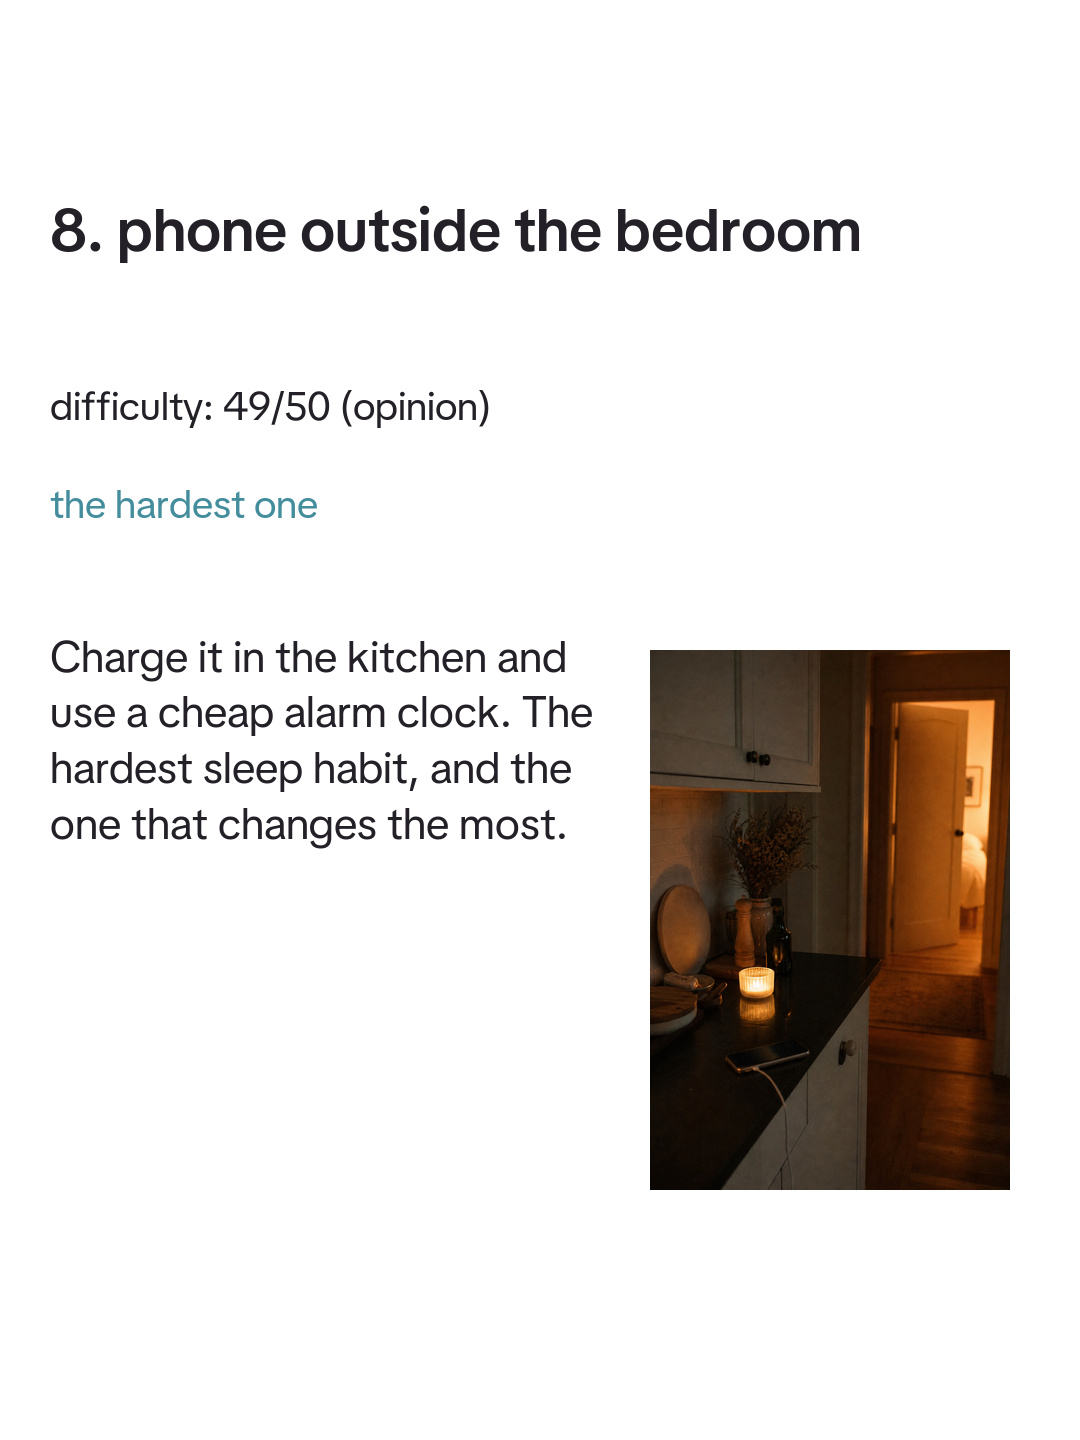 8. phone outside the bedroom
difficulty: 49/50 (opinion)
the hardest one
Charge it in the kitchen and
use a cheap alarm clock. The
hardest sleep habit, and the
one that changes the most.